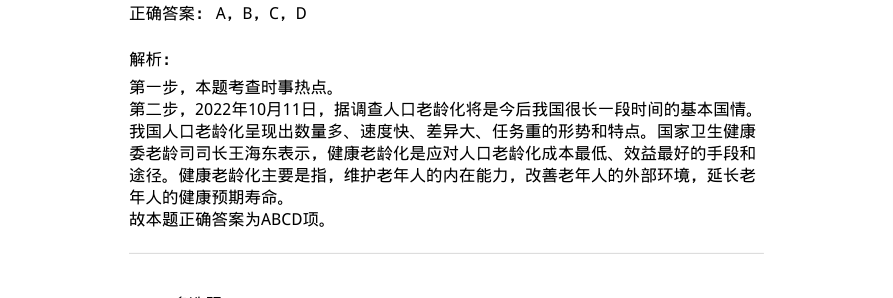 正确答案： A，B，C，D
解析：
第一步，本题考查时事热点。
第二步，2022年10月11日，据调查人口老龄化将是今后我国很长一段时间的基本国情。
我国人口老龄化呈现出数量多、速度快、差异大、任务重的形势和特点。国家卫生健康
委老龄司司长王海东表示，健康老龄化是应对人口老龄化成本最低、效益最好的手段和
途径。健康老龄化主要是指，维护老年人的内在能力，改善老年人的外部环境，延长老
年人的健康预期寿命。
故本题正确答案为ABCD项。